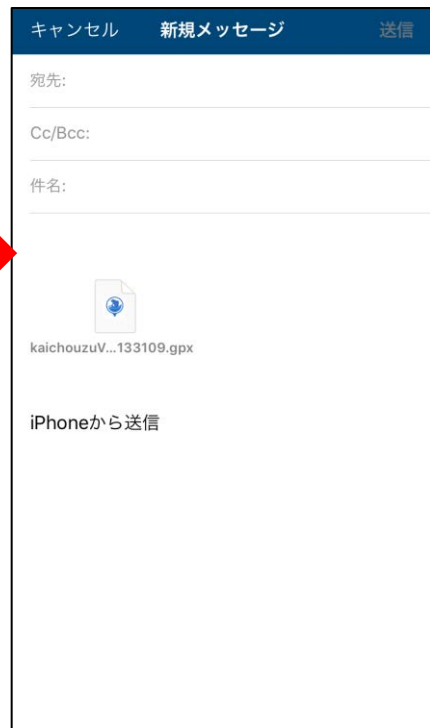 キャンセル 新規メッセージ 送信
宛先:
Cc/Bcc:
件名:
kaichouzuV...133109.gpx
iPhoneから送信